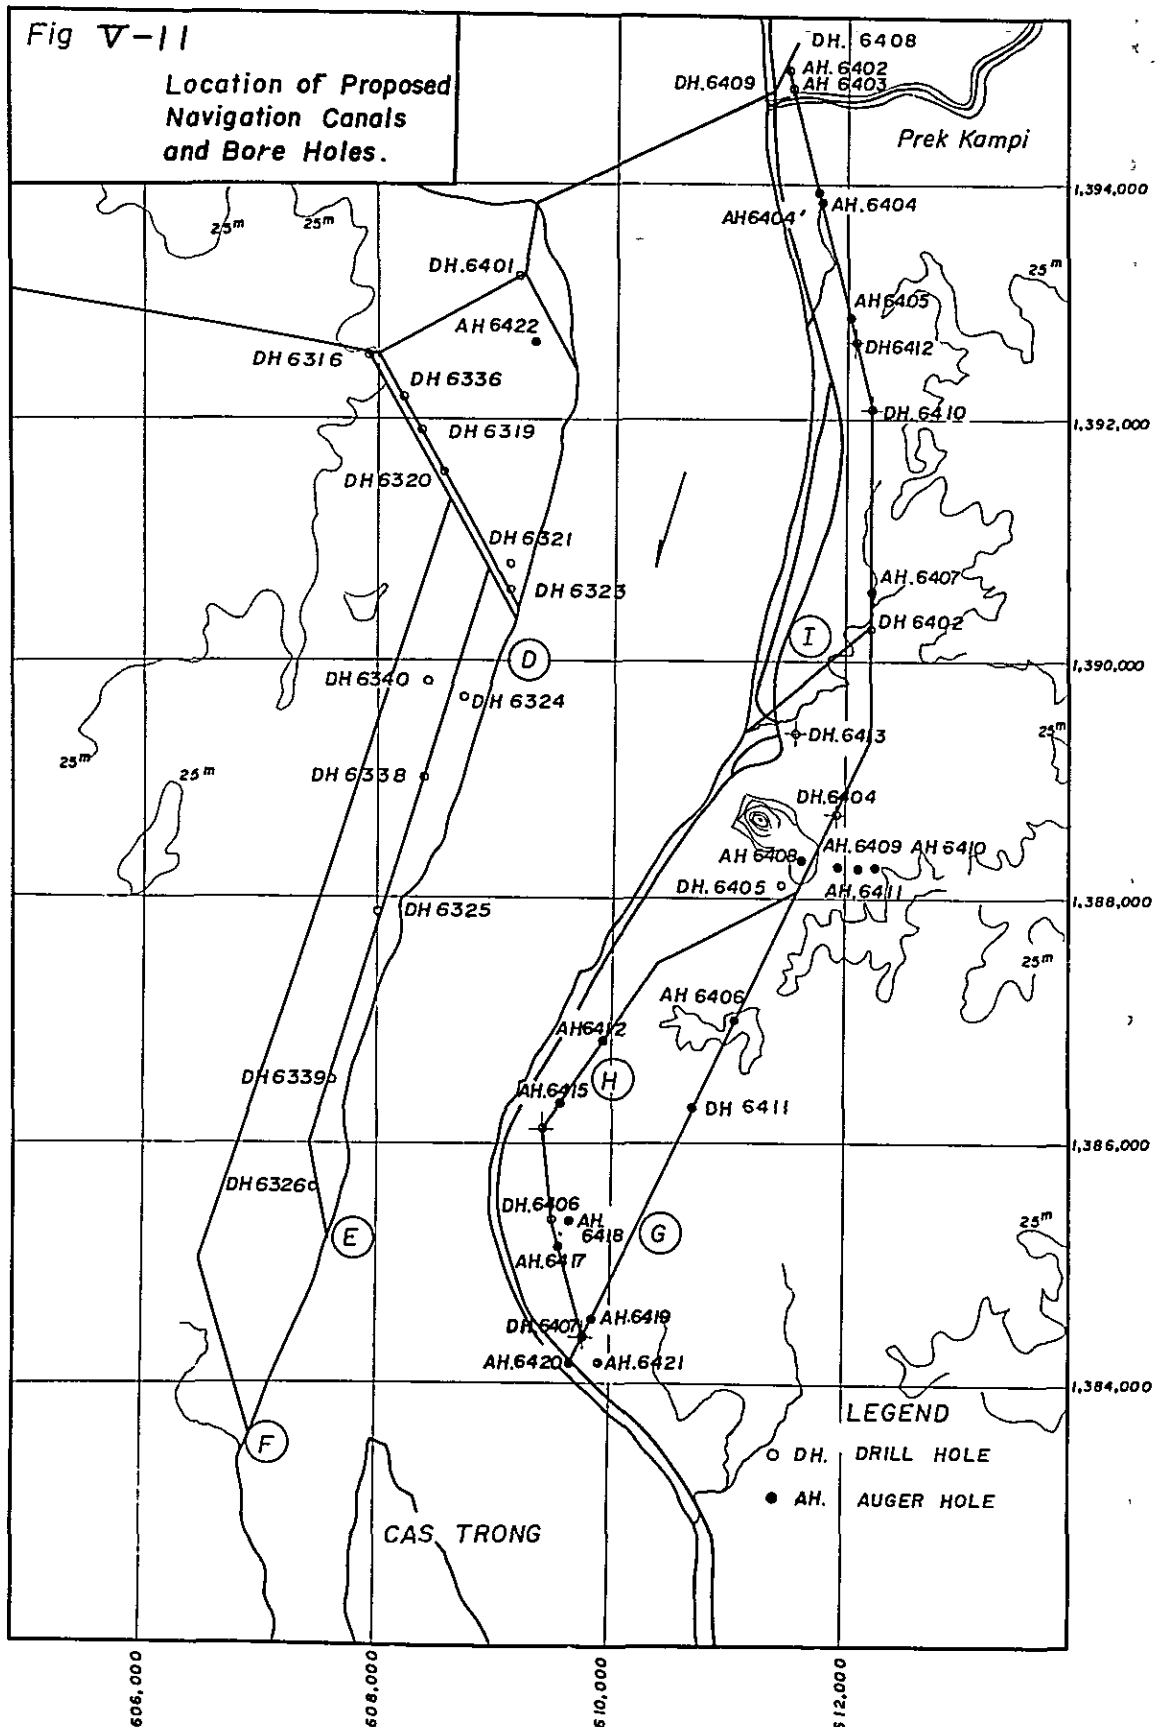 Fig V-11
Location of Proposed
Navigation Canals
and Bore Holes.
DH. 6408
AH. 6402
DH.6409
AH 6403
Prek Kampi
1,394,000
25m
25m
AH.6404
AH6404'
DH.6401
25m
AH6405
AH 6422
DH6412
DH 6316
DH 6336
DH.6410
1,392,000
DH 6319
DH 6320
DH 6321
DH 6323
AH.6407
DH 6402
I
D
1,390,000
DH 6340
DH 6324
25m
DH.6413
25m
25m
DH 6338
DH.6404
AH 6408
AH.6409
AH 6410
DH.6405
AH.6411
DH 6325
1,388,000
25m
AH 6406
AH6412
DH6339
AH.6415
H
DH 6411
1,386,000
DH 6326
DH.6406
AH.
6418
25m
E
G
AH.6417
AH.6419
DH.6407
AH.6420
AH.6421
1,384,000
LEGEND
F
DH. DRILL HOLE
AH. AUGER HOLE
CAS TRONG
606,000
608,000
610,000
612,000